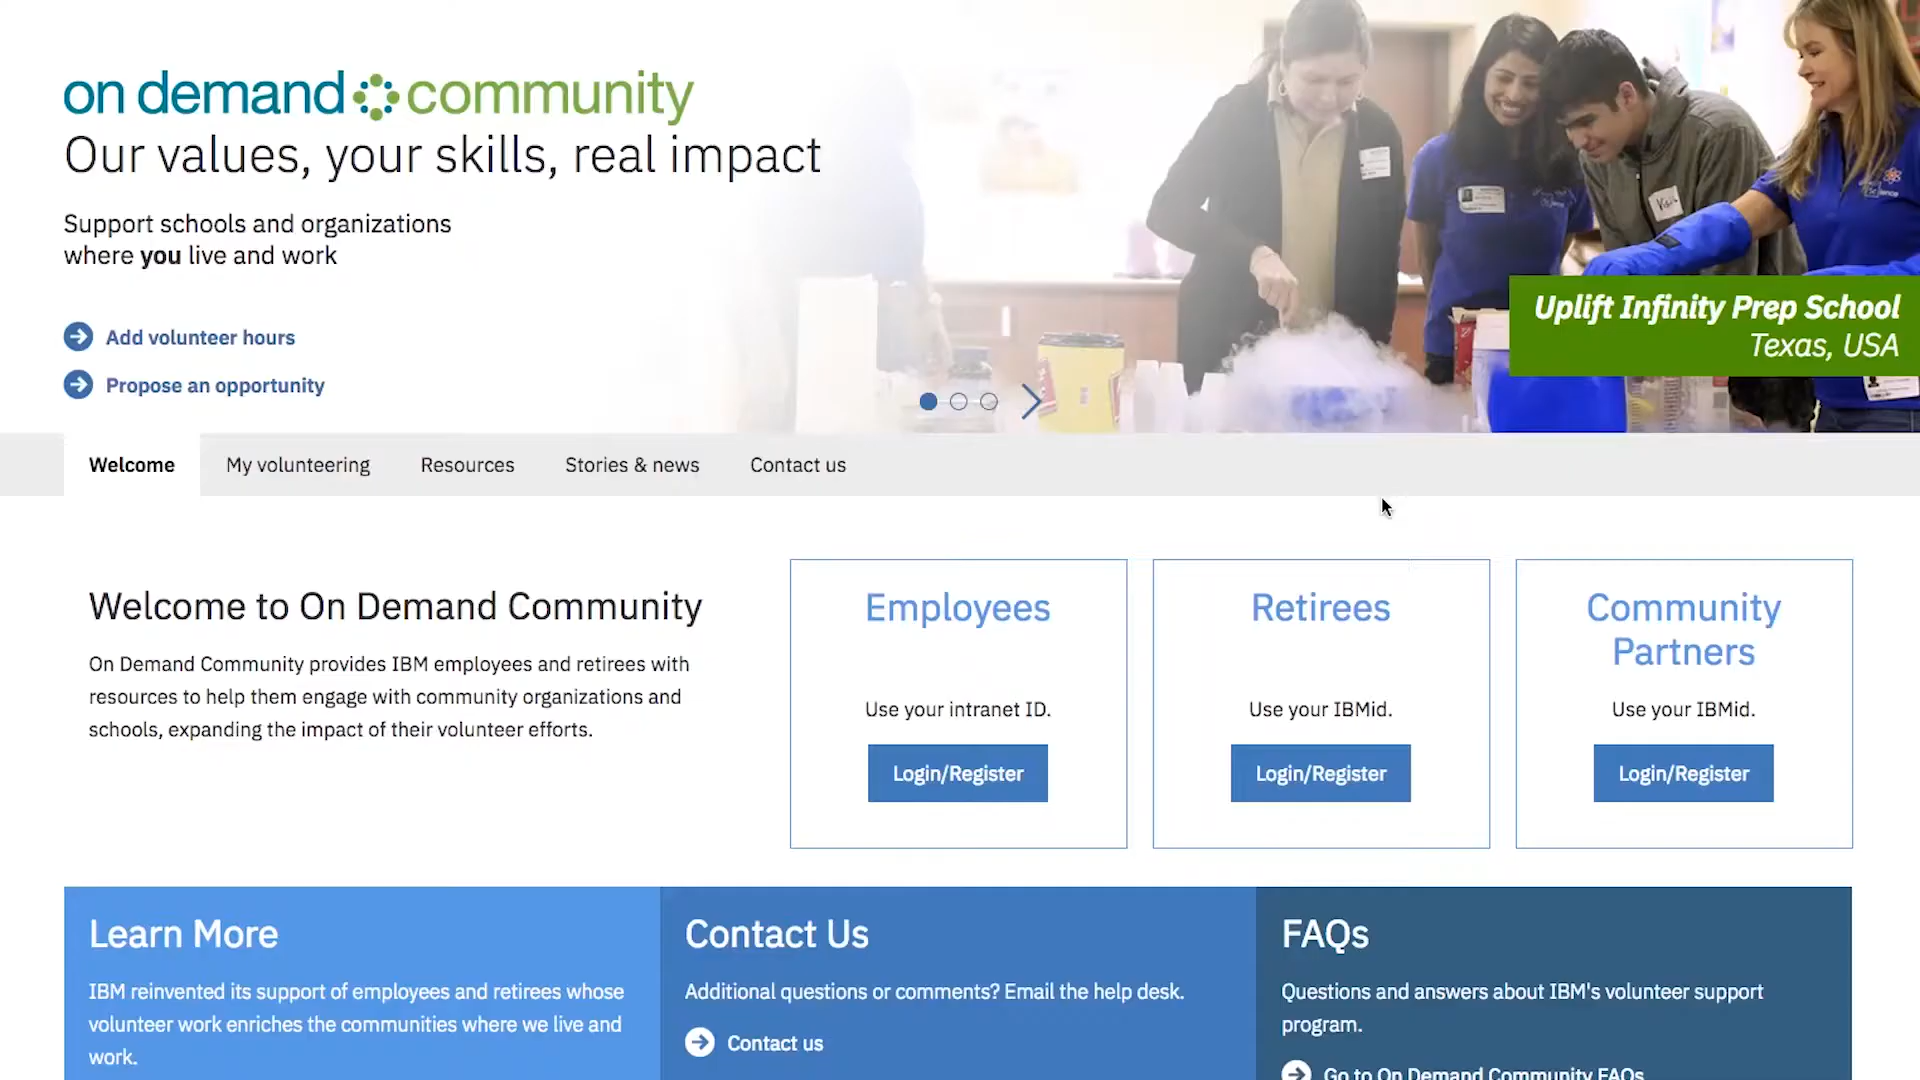 on demand community
Our values, your skills, real impact
Support schools and organizations
where you live and work
Add volunteer hours
Propose an opportunity
Uplift Infinity Prep School
Texas, USA
Welcome
My volunteering
Resources
Stories & news
Contact us
Welcome to On Demand Community
On Demand Community provides IBM employees and retirees with
resources to help them engage with community organizations and
schools, expanding the impact of their volunteer efforts.
Employees
Use your intranet ID.
Login/Register
Retirees
Use your IBMid.
Login/Register
Community
Partners
Use your IBMid.
Login/Register
Learn More
IBM reinvented its support of employees and retirees whose
volunteer work enriches the communities where we live and
work.
Contact Us
Additional questions or comments? Email the help desk.
Contact us
FAQs
Questions and answers about IBM's volunteer support
program.
Go to On Demand Community FAQs